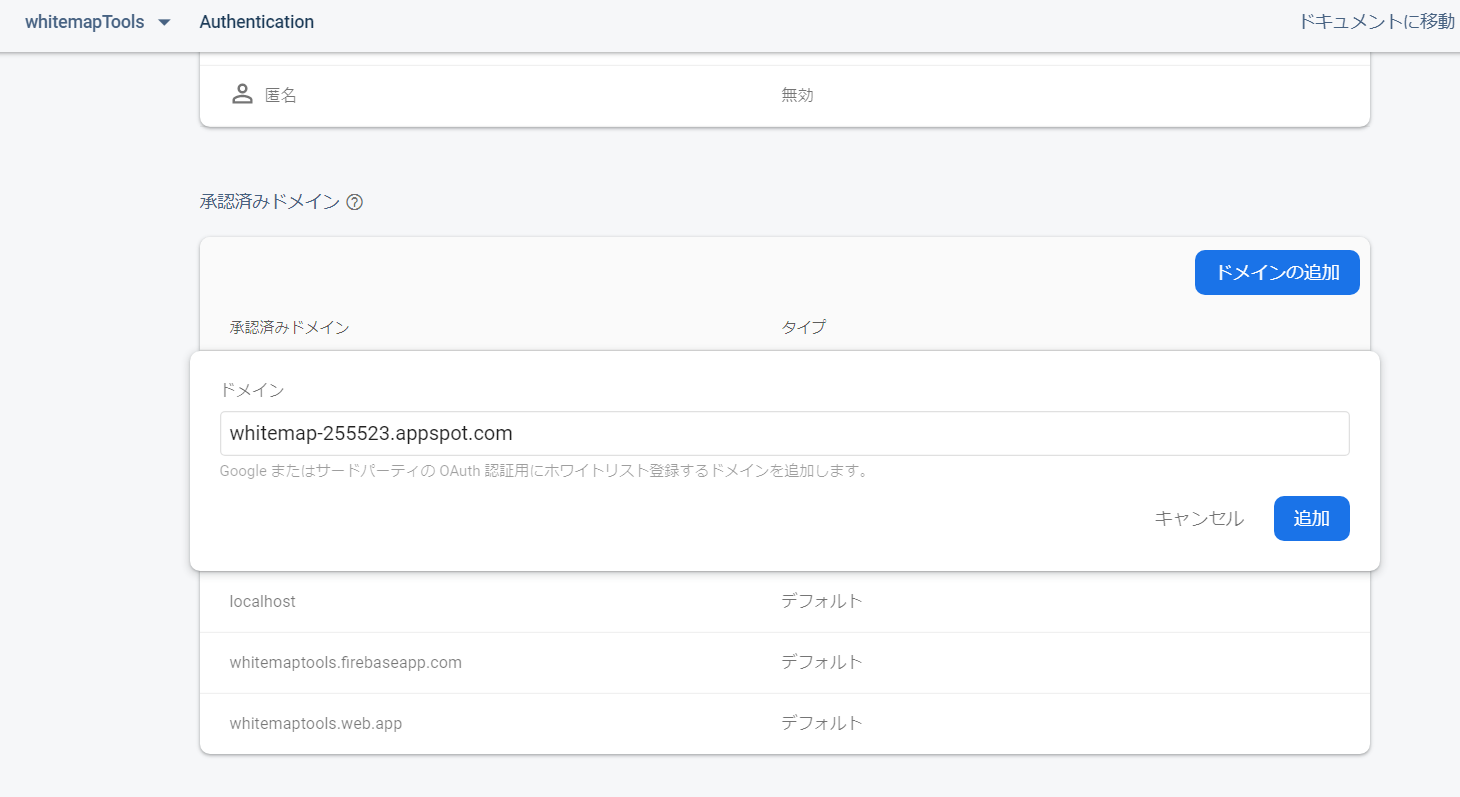 whitemapTools Authentication ドキュメントに移動
匿名 無効
承認済みドメイン
ドメインの追加
承認済みドメイン タイプ
ドメイン
whitemap-255523.appspot.com
Google またはサードパーティの OAuth 認証用にホワイトリスト登録するドメインを追加します。
キャンセル 追加
localhost デフォルト
whitemaptools.firebaseapp.com デフォルト
whitemaptools.web.app デフォルト